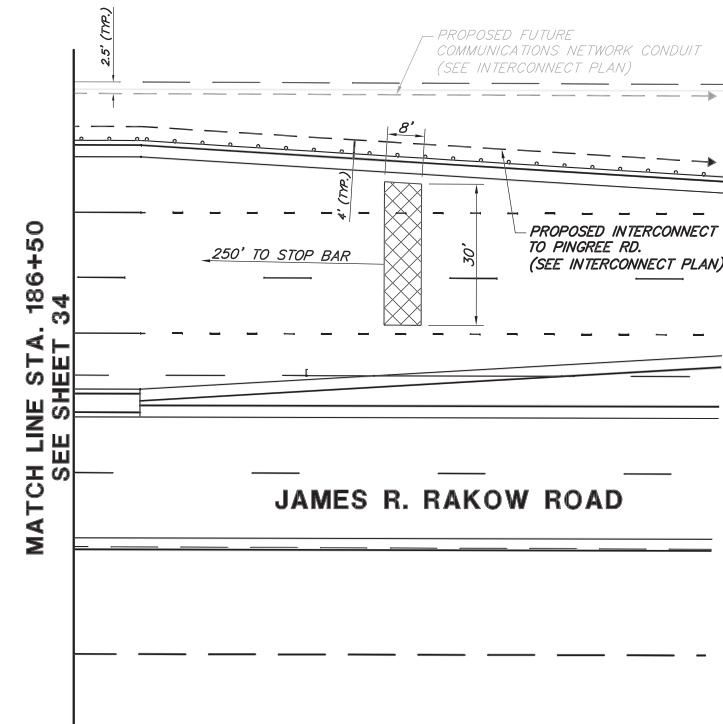 2.5' (TYP.)
PROPOSED FUTURE
COMMUNICATIONS NETWORK CONDUIT
(SEE INTERCONNECT PLAN)
8'
4' (TYP.)
30'
PROPOSED INTERCONNECT
TO PINGREE RD.
(SEE INTERCONNECT PLAN)
250' TO STOP BAR
MATCH LINE STA. 186+50
SEE SHEET 34
JAMES R. RAKOW ROAD